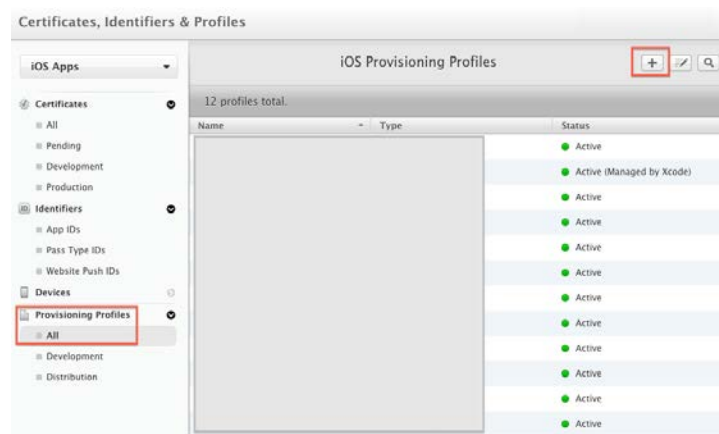 Certificates, Identifiers & Profiles
iOS Apps
iOS Provisioning Profiles
Certificates
All
Pending
Development
Production
Identifiers
App IDs
Pass Type IDs
Website Push IDs
Devices
Provisioning Profiles
All
Development
Distribution
12 profiles total.
Name Type Status
Active
Active (Managed by Xcode)
Active
Active
Active
Active
Active
Active
Active
Active
Active
Active